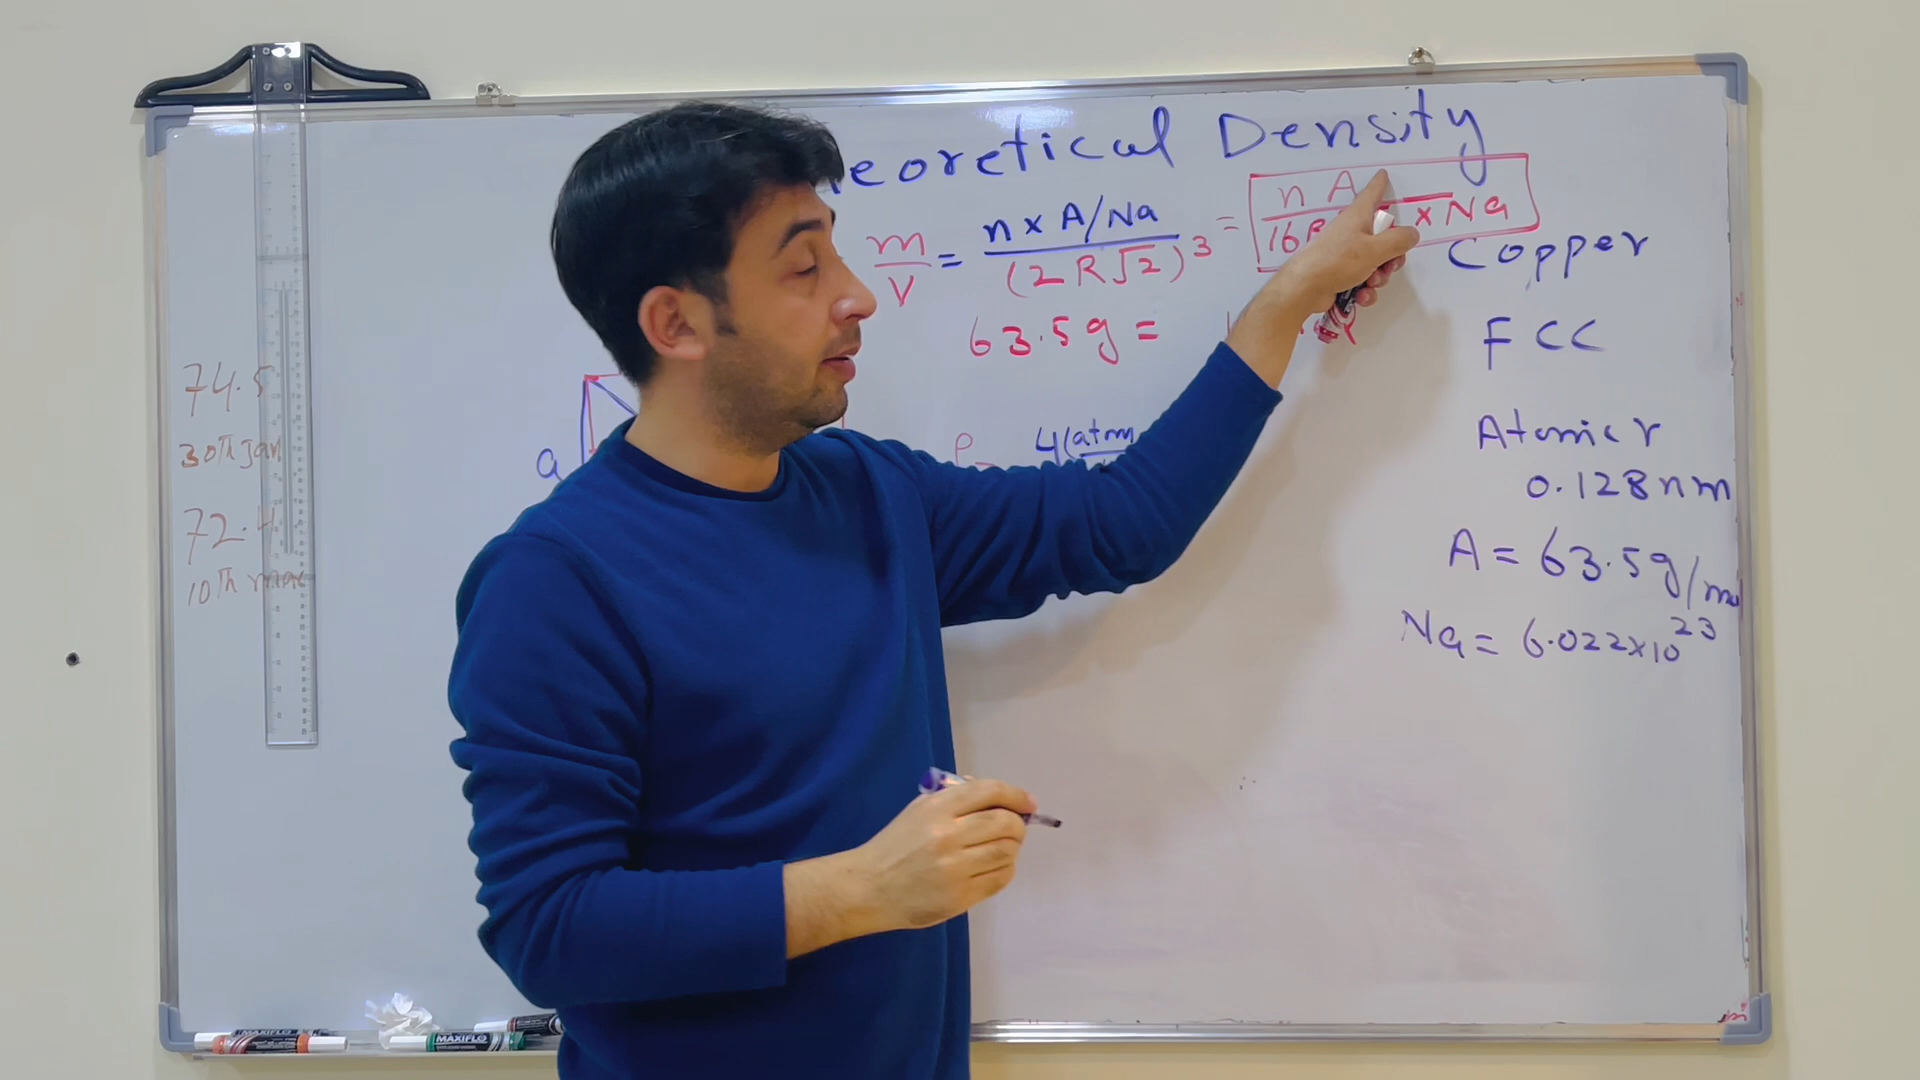 eoretical Density
m/V = n x A/Na / (2R√2)³ = n A / 16R x Na
63.5g =
a
ρ 4(atm
Copper
FCC
Atomic r
0.128nm
A = 63.5g/mol
Na = 6.022x10²³
74.5
30th Jan
72.4
10th
MAXIFLO
MAXIFLO